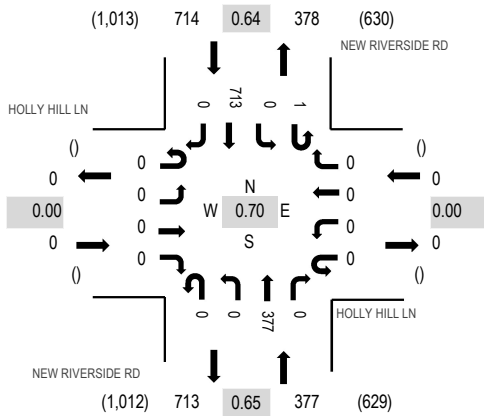 (1,013) 714 0.64 378 (630)
NEW RIVERSIDE RD
0 713 0 1
HOLLY HILL LN
() 0 0 ()
0 0 0 0
0.00 0 N 0 0.00
W 0.70 E
0 0 S 0 0
() 0 0 ()
0 0 377 0
HOLLY HILL LN
NEW RIVERSIDE RD
(1,012) 713 0.65 377 (629)